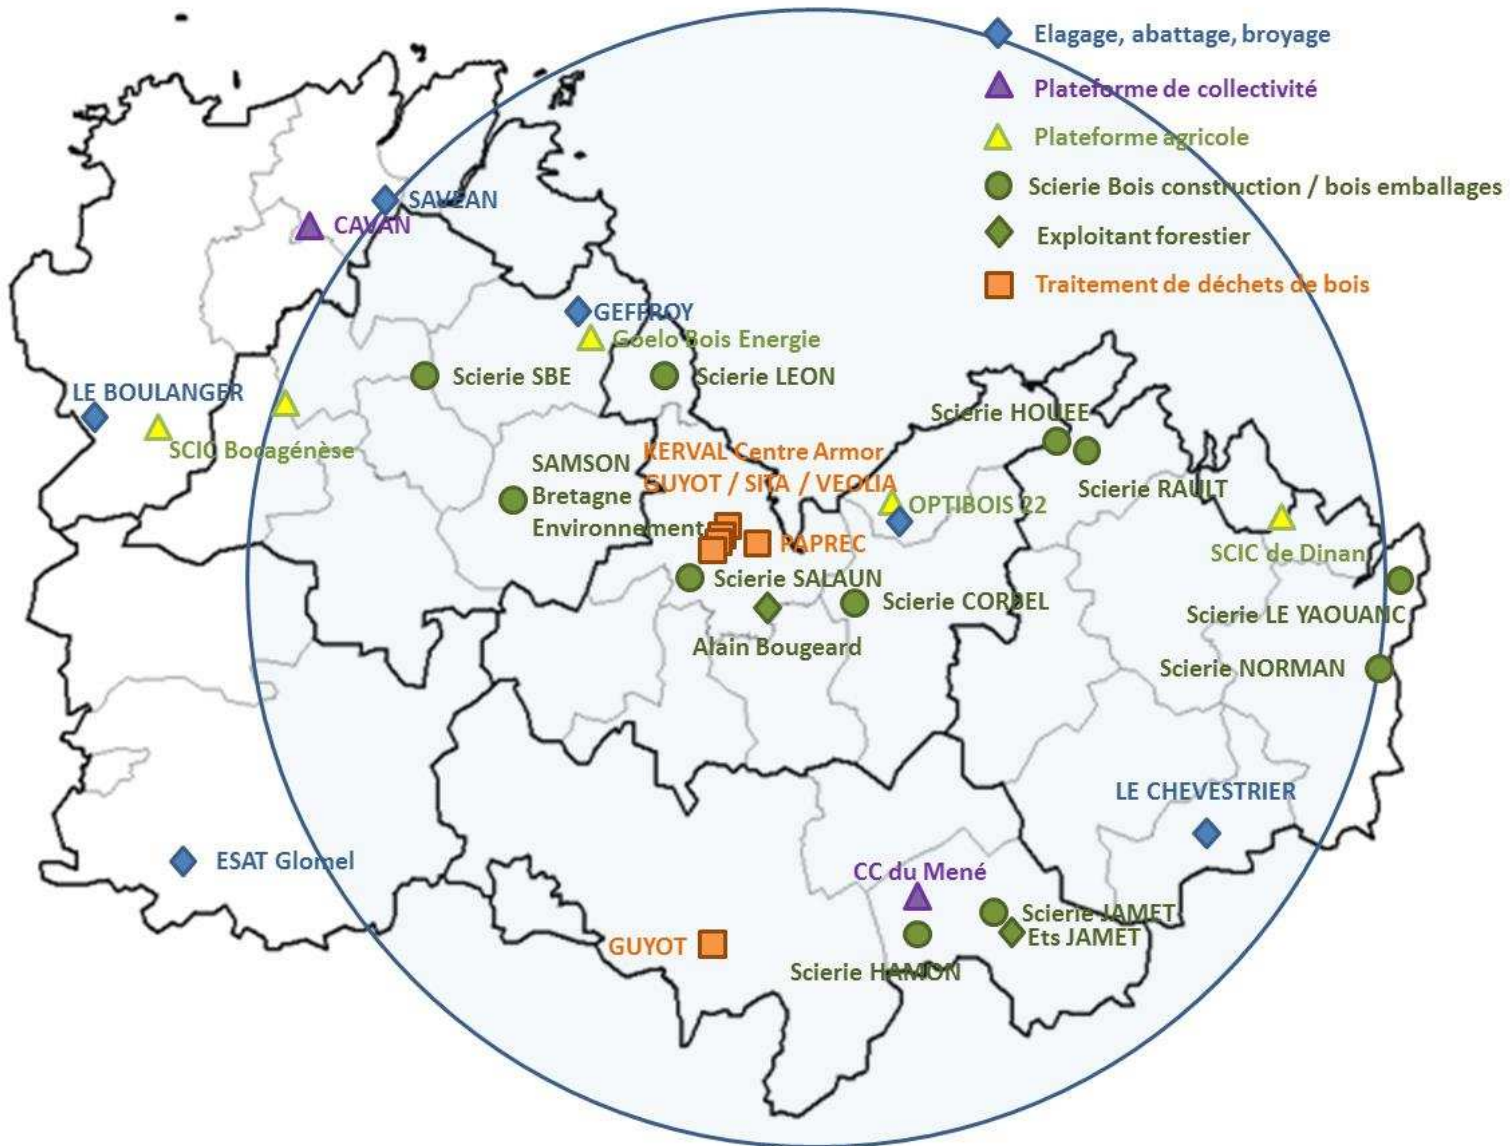 Elagage, abattage, broyage
Plateforme de collectivité
Plateforme agricole
Scierie Bois construction / bois emballages
Exploitant forestier
Traitement de déchets de bois
SAVEAN
CAVAN
GEFFROY
Goelo Bois Energie
Scierie SBE
Scierie LEON
LE BOULANGER
SCIC Bocagénèse
Scierie HOUEE
KERVAL Centre Armor
GUYOT / SITA / VEOLIA
SAMSON
Bretagne
Environnement
Scierie RAULT
OPTIBOIS 22
PAPREC
SCIC de Dinan
Scierie SALAUN
Scierie CORBEL
Scierie LE YAOUANC
Alain Bougeard
Scierie NORMAN
LE CHEVESTRIER
ESAT Glomel
CC du Mené
Scierie JAMET
Ets JAMET
GUYOT
Scierie HAMON